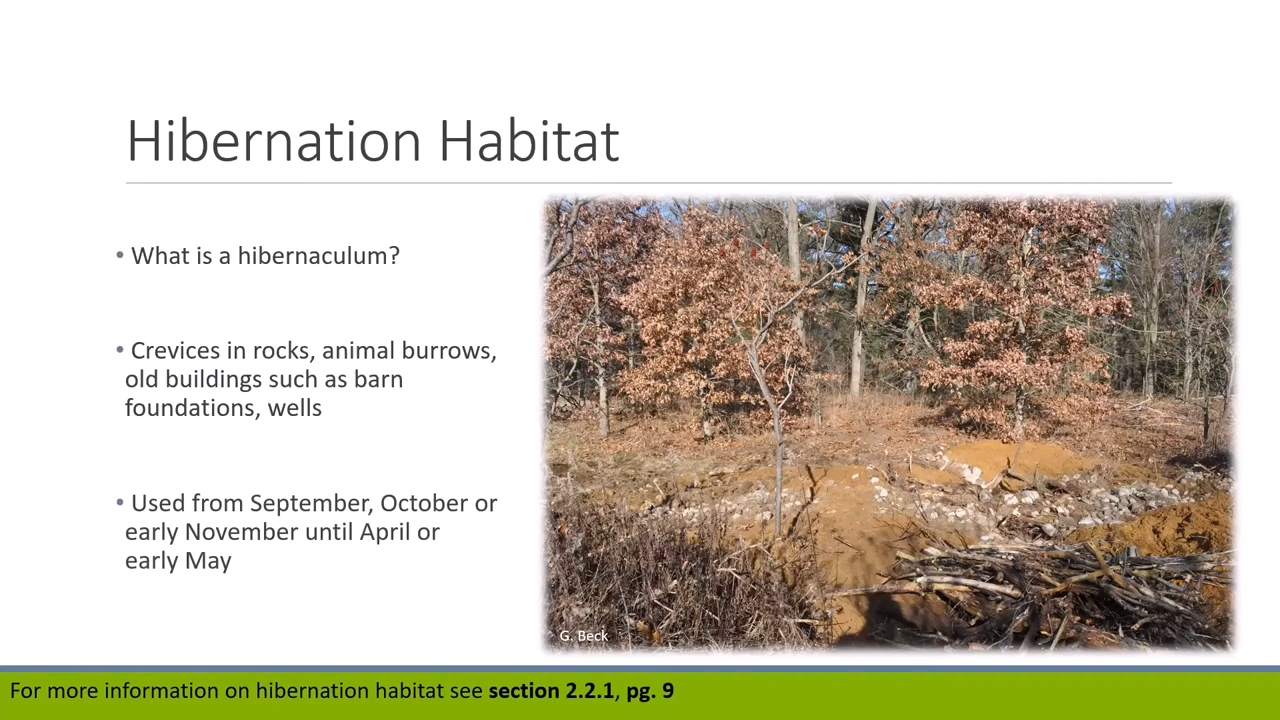 Hibernation Habitat
• What is a hibernaculum?
• Crevices in rocks, animal burrows,
old buildings such as barn
foundations, wells
• Used from September, October or
early November until April or
early May
G. Beck
For more information on hibernation habitat see section 2.2.1, pg. 9